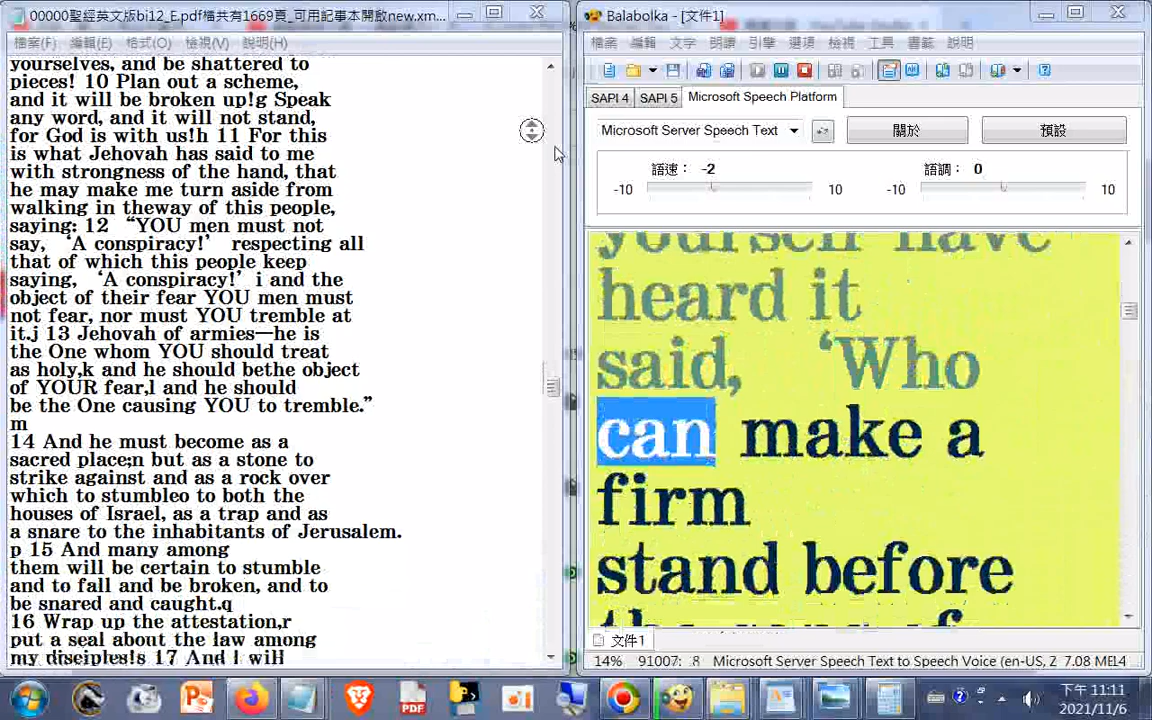 00000聖經英文版bi12_E.pdf檔共有1669頁_可用記事本開啟new.xm...
檔案(F) 編輯(E) 格式(O) 檢視(V) 說明(H)
yourselves, and be shattered to
pieces! 10 Plan out a scheme,
and it will be broken up!g Speak
any word, and it will not stand,
for God is with us!h 11 For this
is what Jehovah has said to me
with strongness of the hand, that
he may make me turn aside from
walking in theway of this people,
saying: 12 “YOU men must not
say, ‘A conspiracy!’ respecting all
that of which this people keep
saying, ‘A conspiracy!’ i and the
object of their fear YOU men must
not fear, nor must YOU tremble at
it.j 13 Jehovah of armies—he is
the One whom YOU should treat
as holy,k and he should bethe object
of YOUR fear,l and he should
be the One causing YOU to tremble.”
m
14 And he must become as a
sacred place;n but as a stone to
strike against and as a rock over
which to stumbleo to both the
houses of Israel, as a trap and as
a snare to the inhabitants of Jerusalem.
p 15 And many among
them will be certain to stumble
and to fall and be broken, and to
be snared and caught.q
16 Wrap up the attestation,r
put a seal about the law among
my disciples!s 17 And I will
Balabolka - [文件1]
檔案 編輯 文字 朗讀 引擎 選項 檢視 工具 書籤 說明
SAPI 4 SAPI 5 Microsoft Speech Platform
Microsoft Server Speech Text 關於 預設
語速： -2 語調： 0
-10 10 -10 10
yourself have
heard it
said, ‘Who
can make a
firm
stand before
the sons of
文件1
14% 91007: 8 Microsoft Server Speech Text to Speech Voice (en-US, 2 7.08 ME14
下午 11:11
2021/11/6